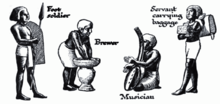 Foot
soldier
Brewer
Servant
carrying
baggage
Musician